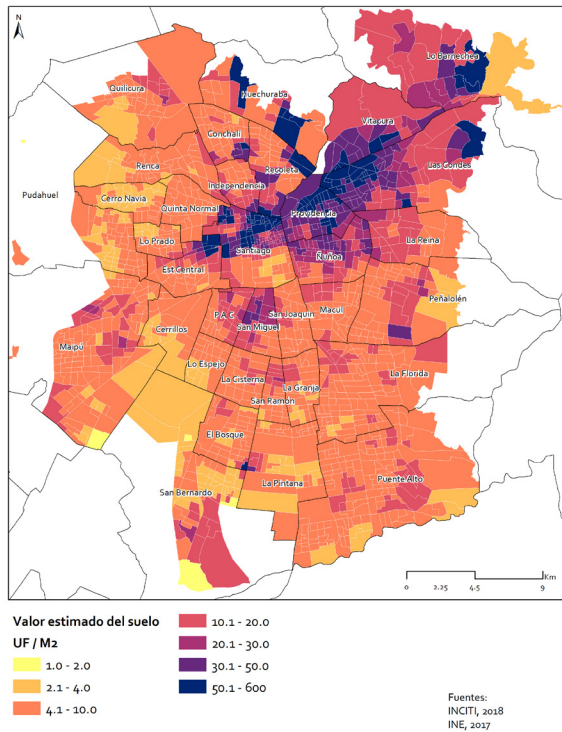 N
Lo Barnechea
Quilicura
Huechuraba
Vitacura
Conchalí
Las Condes
Renca
Recoleta
Independencia
Pudahuel
Cerro Navia
Quinta Normal
Providencia
Lo Prado
La Reina
Santiago
Ñuñoa
Est Central
Peñalolén
P A C
San Joaquín
Macul
Cerrillos
San Miguel
Maipú
Lo Espejo
La Florida
La Cisterna
La Granja
San Ramón
El Bosque
La Pintana
Puente Alto
San Bernardo
Km
0 2.25 4.5 9
Valor estimado del suelo
UF / M2
1.0 - 2.0
2.1 - 4.0
4.1 - 10.0
10.1 - 20.0
20.1 - 30.0
30.1 - 50.0
50.1 - 600
Fuentes:
INCITI, 2018
INE, 2017